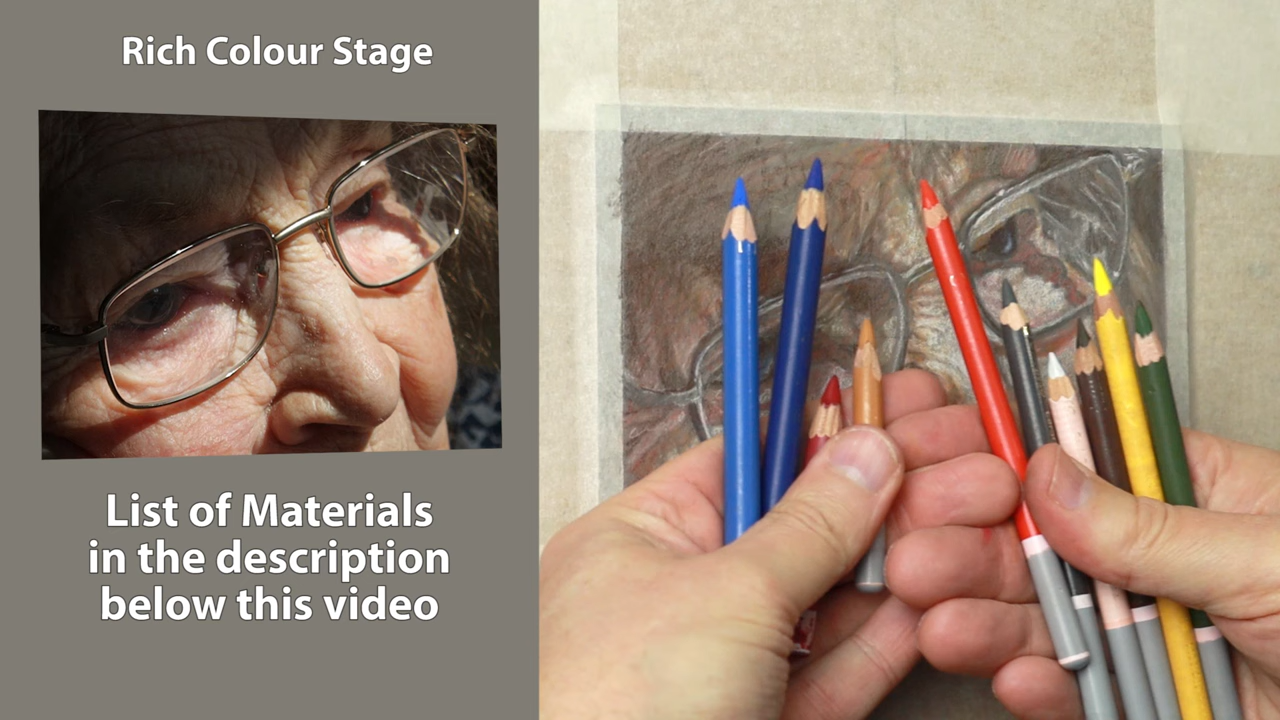 Rich Colour Stage
List of Materials
in the description
below this video